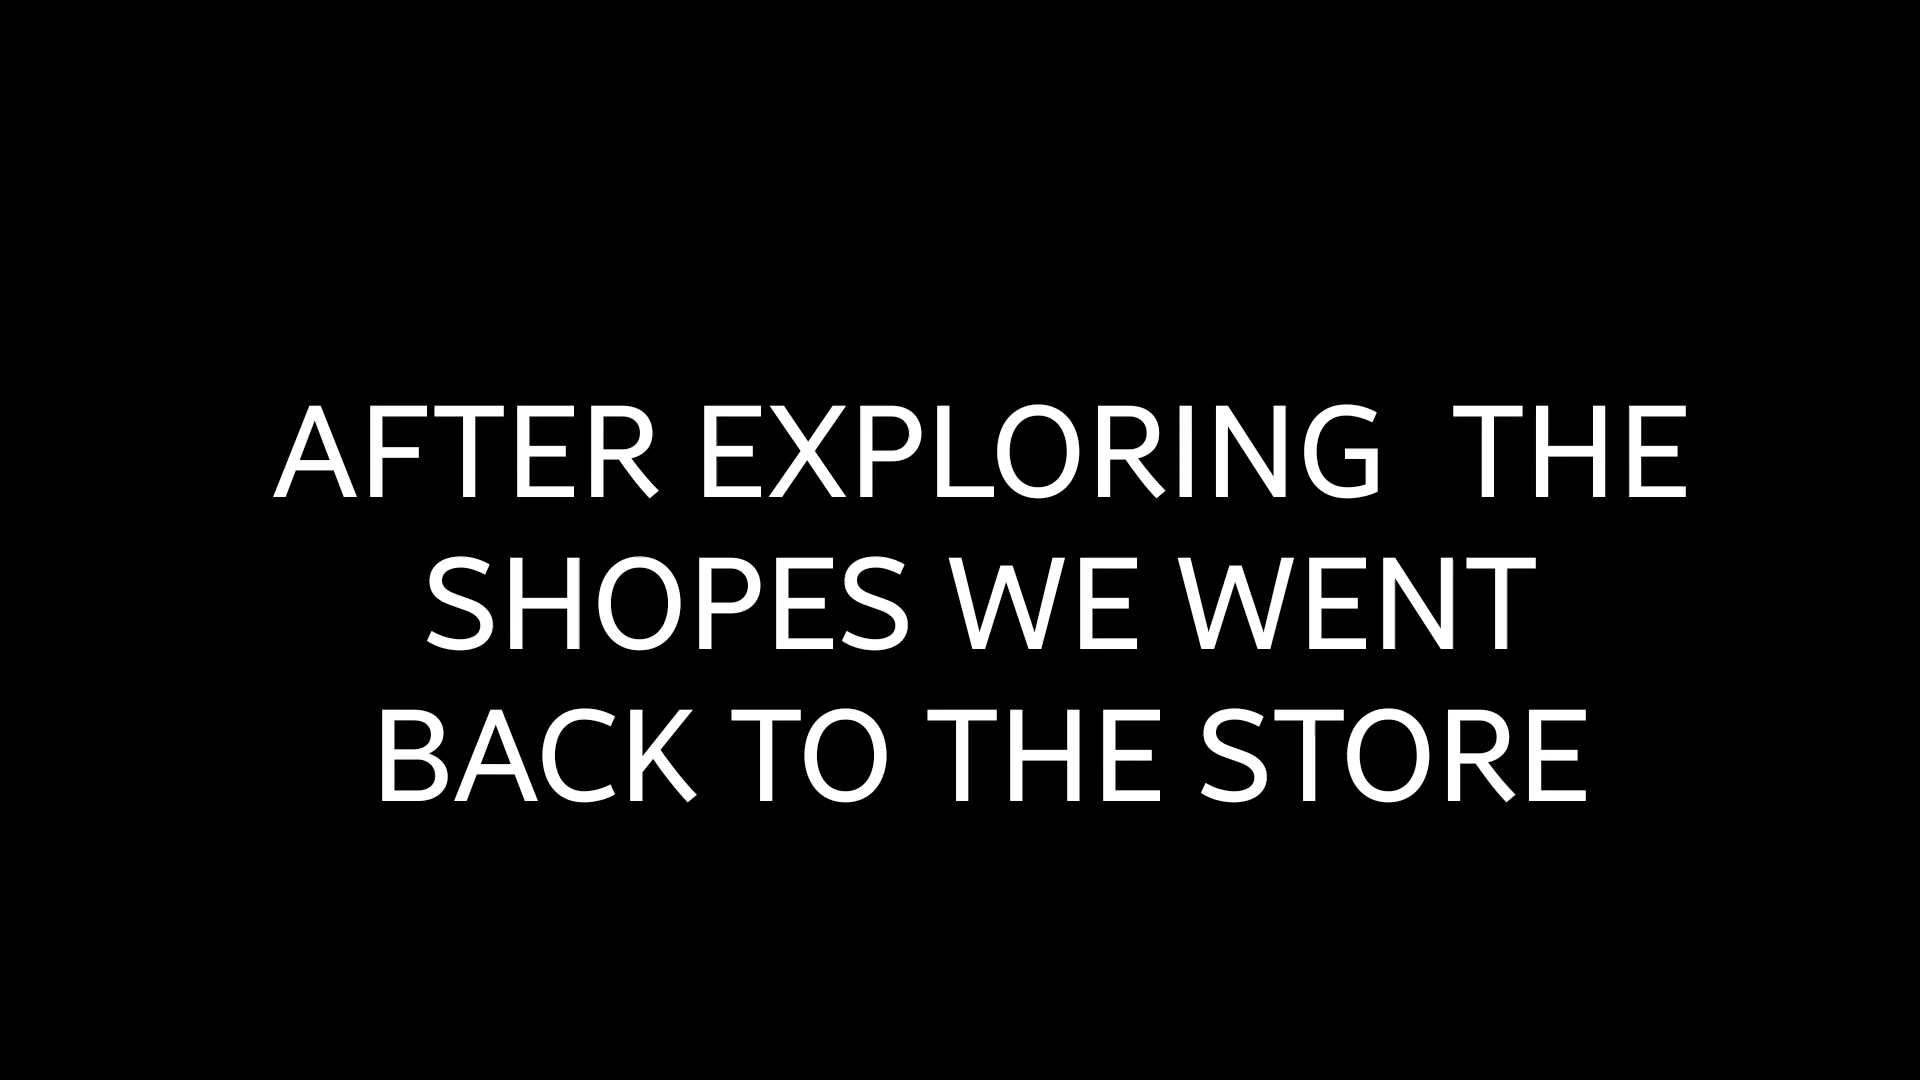 AFTER EXPLORING  THE
SHOPES WE WENT
BACK TO THE STORE